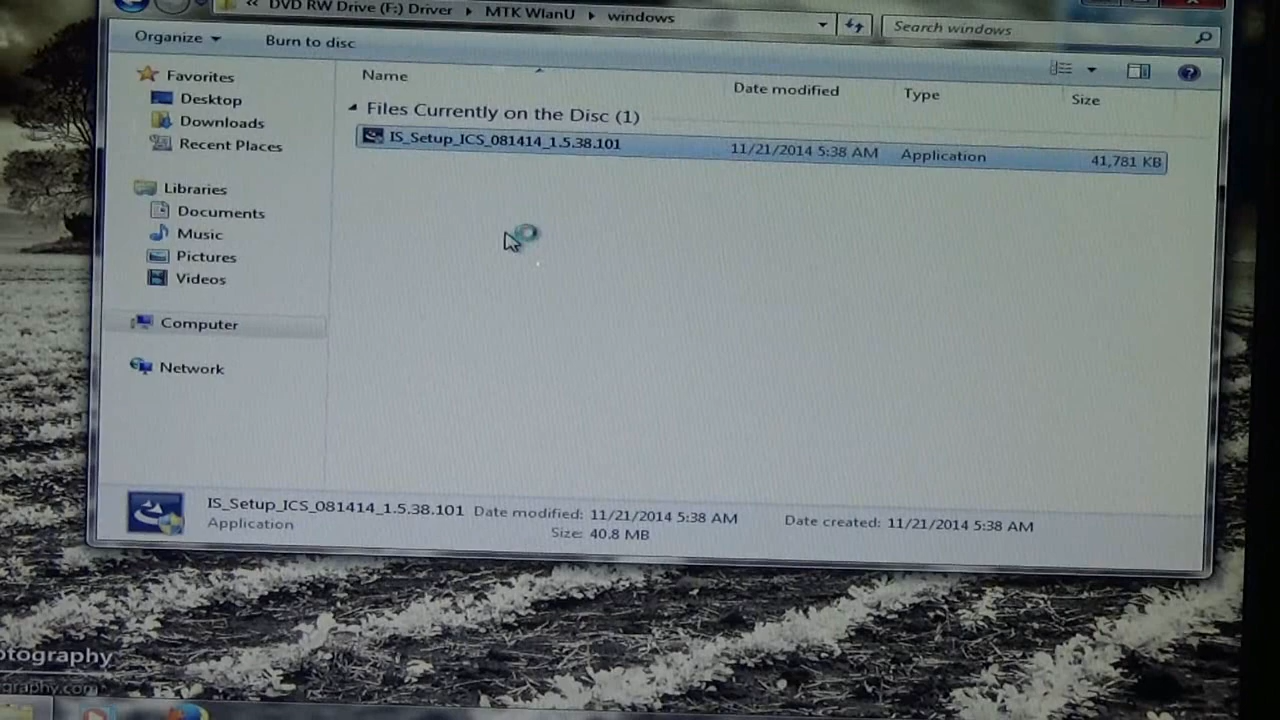 « DVD RW Drive (F:) Driver ▸ MTK WlanU ▸ windows
Search windows
Organize ▾ Burn to disc
Favorites
Desktop
Downloads
Recent Places
Libraries
Documents
Music
Pictures
Videos
Computer
Network
Name Date modified Type Size
Files Currently on the Disc (1)
IS_Setup_ICS_081414_1.5.38.101 11/21/2014 5:38 AM Application 41,781 KB
IS_Setup_ICS_081414_1.5.38.101 Date modified: 11/21/2014 5:38 AM Date created: 11/21/2014 5:38 AM
Application Size: 40.8 MB
otography
graphy.com